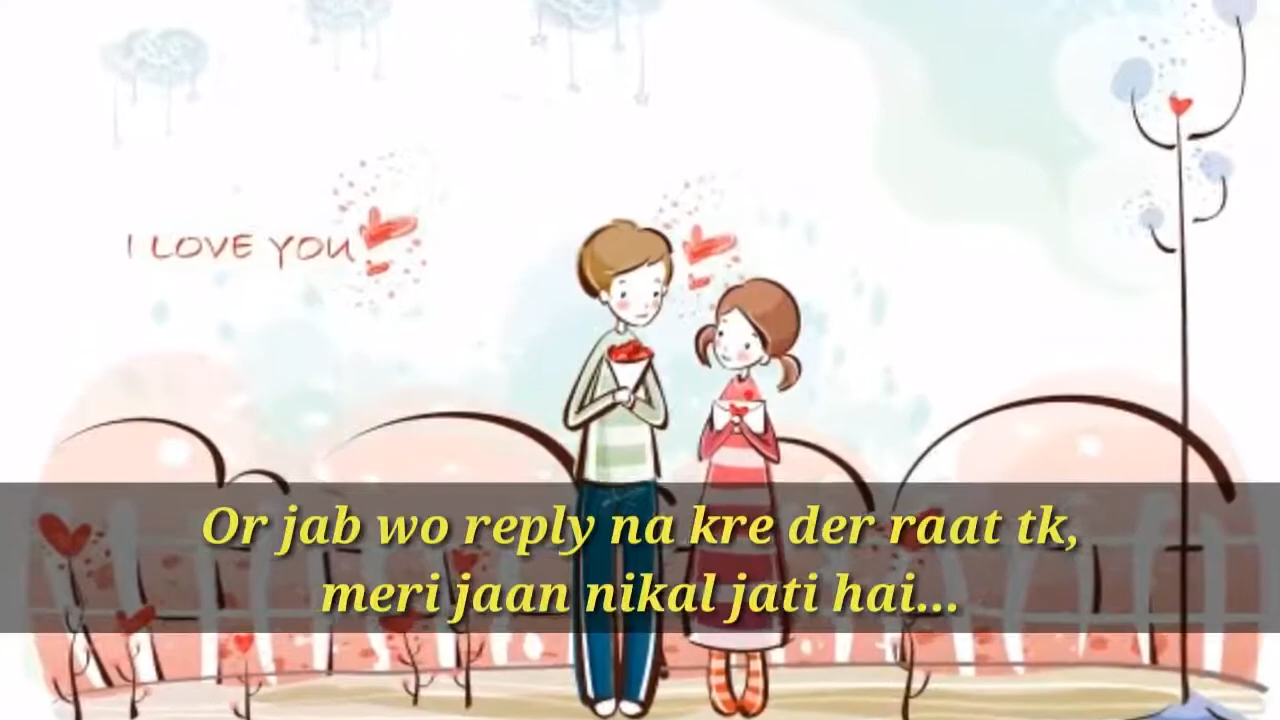 I LOVE YOU
Or jab wo reply na kre der raat tk,
meri jaan nikal jati hai...